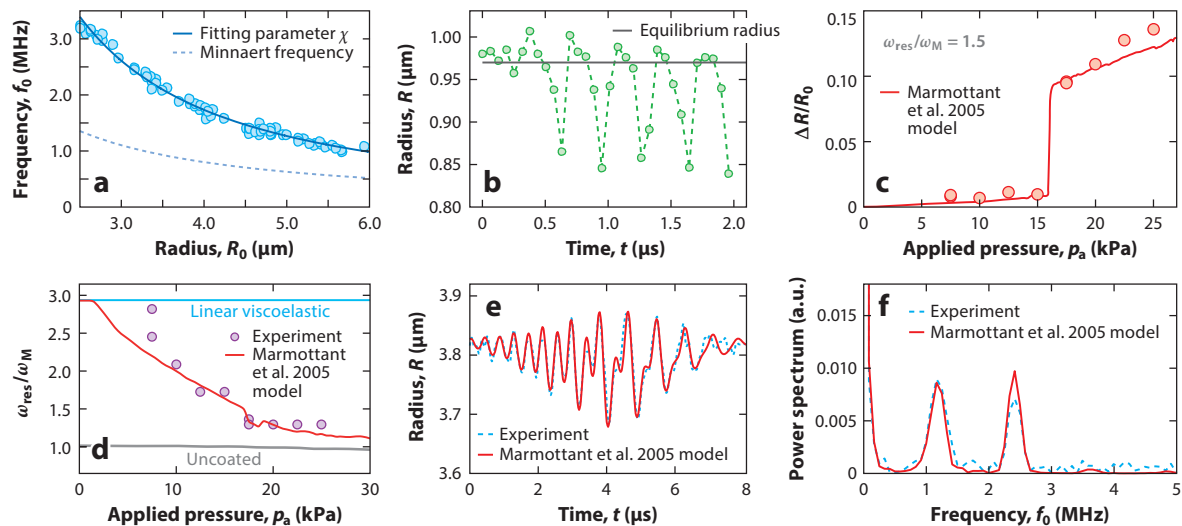 3.0
2.0
1.0
0
Frequency, f₀ (MHz)
Fitting parameter χ
Minnaert frequency
a
3.0
4.0
5.0
6.0
Radius, R₀ (μm)
1.00
0.95
0.90
0.85
0.80
Radius, R (μm)
Equilibrium radius
b
0
0.5
1.0
1.5
2.0
Time, t (μs)
0.15
0.10
0.05
0
ΔR/R₀
ω_res/ω_M = 1.5
Marmottant
et al. 2005
model
c
0
5
10
15
20
25
Applied pressure, p_a (kPa)
3.0
2.5
2.0
1.5
1.0
ω_res/ω_M
Linear viscoelastic
Experiment
Marmottant
et al. 2005
model
d
Uncoated
0
10
20
30
Applied pressure, p_a (kPa)
3.9
3.8
3.7
3.6
Radius, R (μm)
e
Experiment
Marmottant et al. 2005 model
0
2
4
6
8
Time, t (μs)
0.015
0.010
0.005
0
Power spectrum (a.u.)
f
Experiment
Marmottant et al. 2005 model
0
1
2
3
4
5
Frequency, f₀ (MHz)